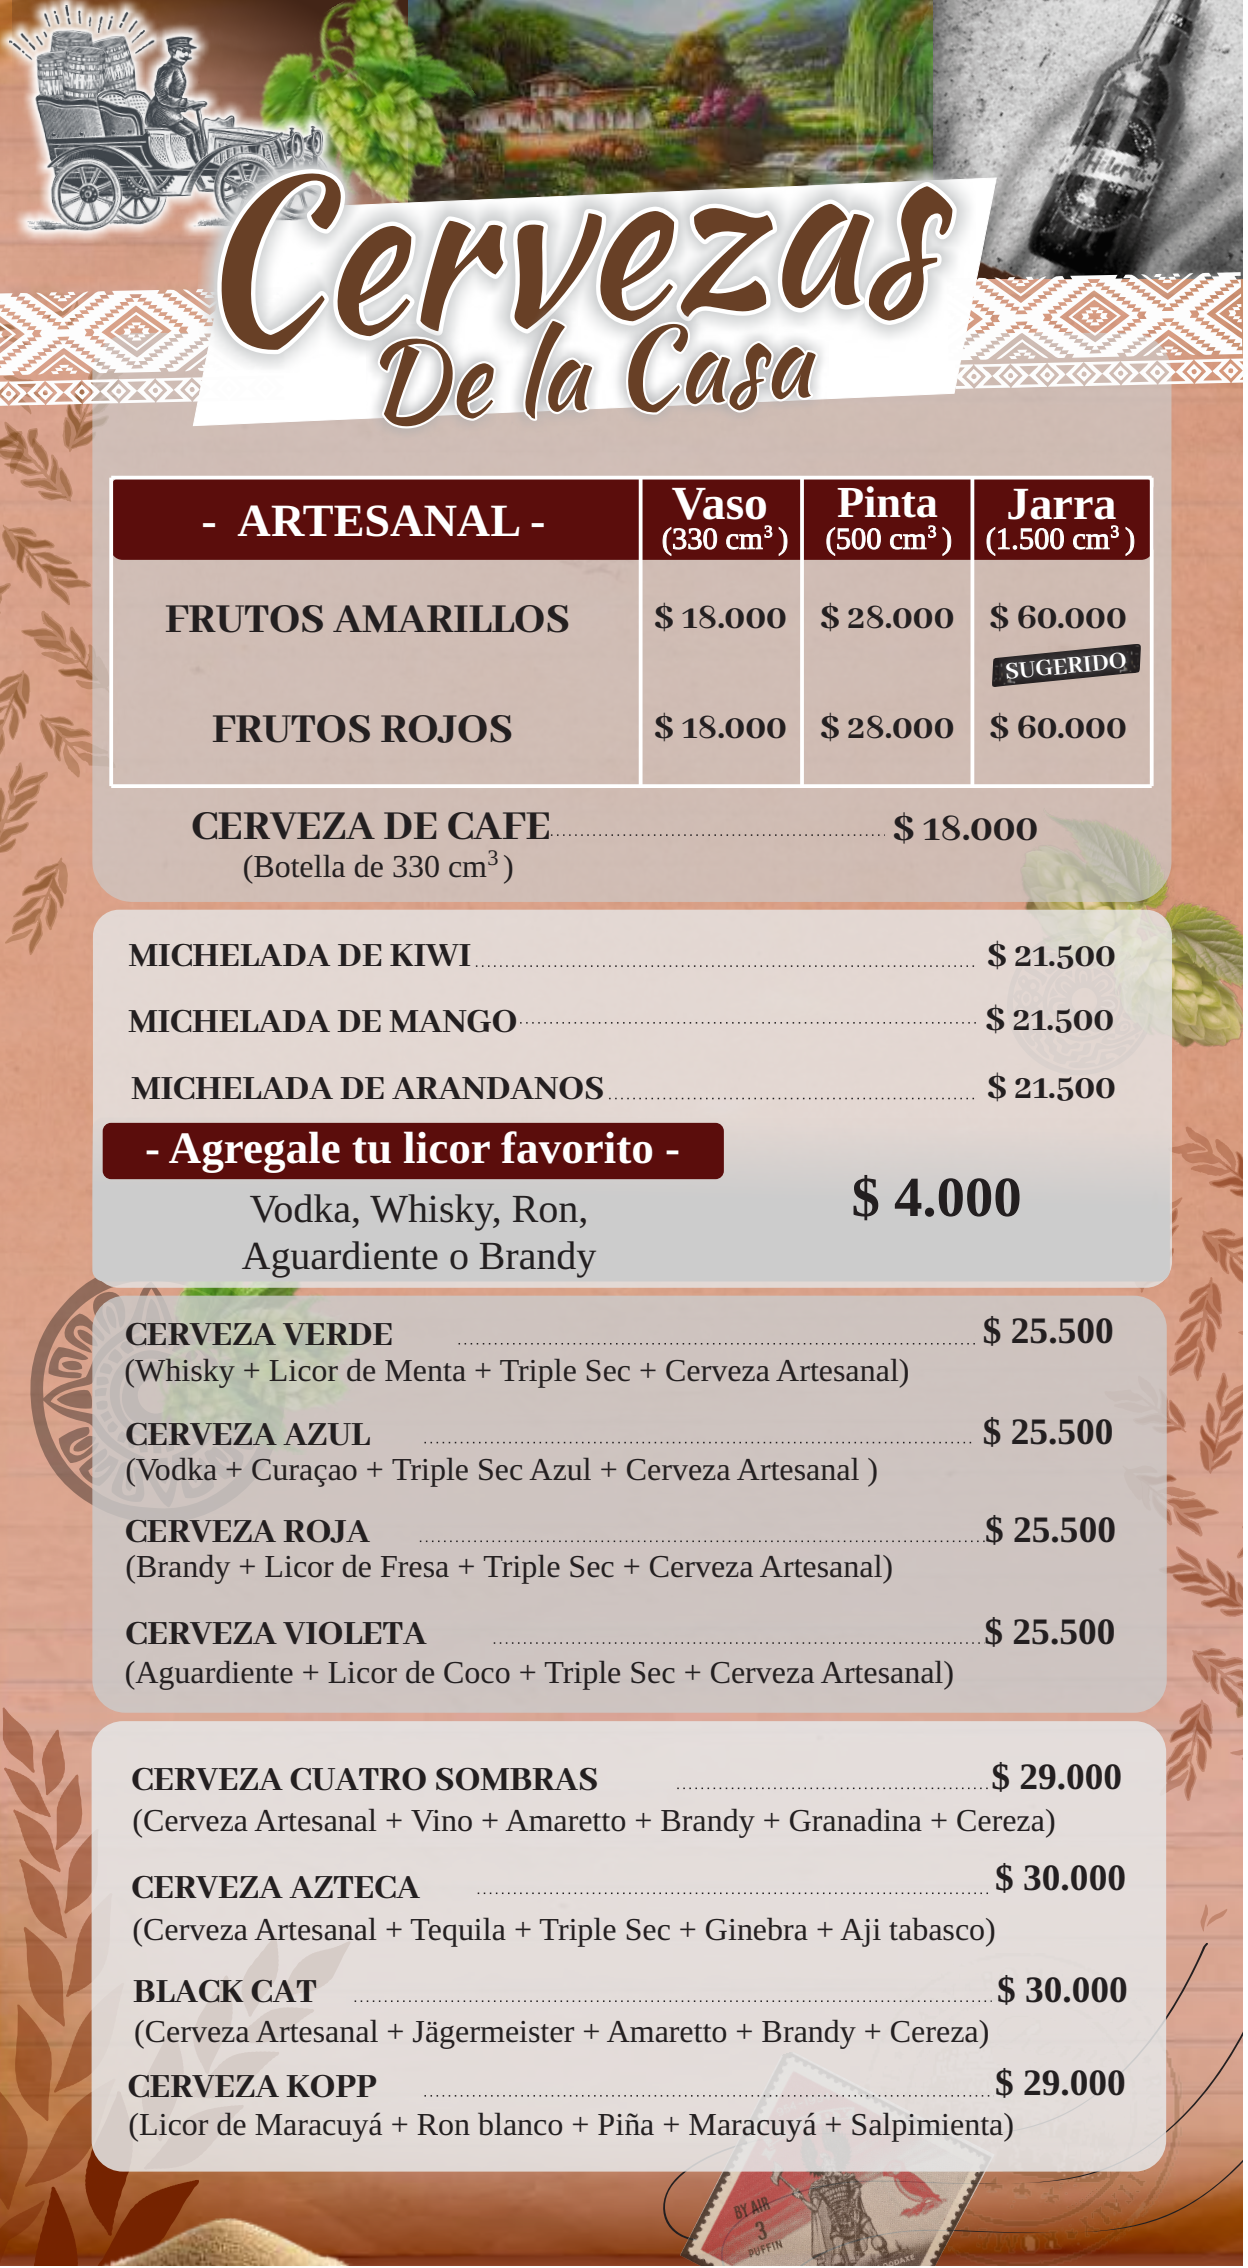 Cervezas
De la Casa
- ARTESANAL -
Vaso
(330 cm³ )
Pinta
(500 cm³ )
Jarra
(1.500 cm³ )
FRUTOS AMARILLOS $ 18.000 $ 28.000 $ 60.000
SUGERIDO
FRUTOS ROJOS $ 18.000 $ 28.000 $ 60.000
CERVEZA DE CAFE $ 18.000
(Botella de 330 cm³ )
MICHELADA DE KIWI $ 21.500
MICHELADA DE MANGO $ 21.500
MICHELADA DE ARANDANOS $ 21.500
- Agregale tu licor favorito -
Vodka, Whisky, Ron,
Aguardiente o Brandy
$ 4.000
CERVEZA VERDE $ 25.500
(Whisky + Licor de Menta + Triple Sec + Cerveza Artesanal)
CERVEZA AZUL $ 25.500
(Vodka + Curaçao + Triple Sec Azul + Cerveza Artesanal )
CERVEZA ROJA $ 25.500
(Brandy + Licor de Fresa + Triple Sec + Cerveza Artesanal)
CERVEZA VIOLETA $ 25.500
(Aguardiente + Licor de Coco + Triple Sec + Cerveza Artesanal)
CERVEZA CUATRO SOMBRAS $ 29.000
(Cerveza Artesanal + Vino + Amaretto + Brandy + Granadina + Cereza)
CERVEZA AZTECA $ 30.000
(Cerveza Artesanal + Tequila + Triple Sec + Ginebra + Aji tabasco)
BLACK CAT $ 30.000
(Cerveza Artesanal + Jägermeister + Amaretto + Brandy + Cereza)
CERVEZA KOPP $ 29.000
(Licor de Maracuyá + Ron blanco + Piña + Maracuyá + Salpimienta)
BY AIR
3
PUFFIN